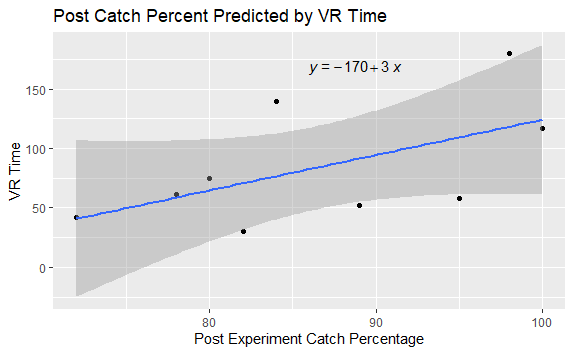 Post Catch Percent Predicted by VR Time
y = −170+3 x
150
100
50
0
VR Time
80
90
100
Post Experiment Catch Percentage